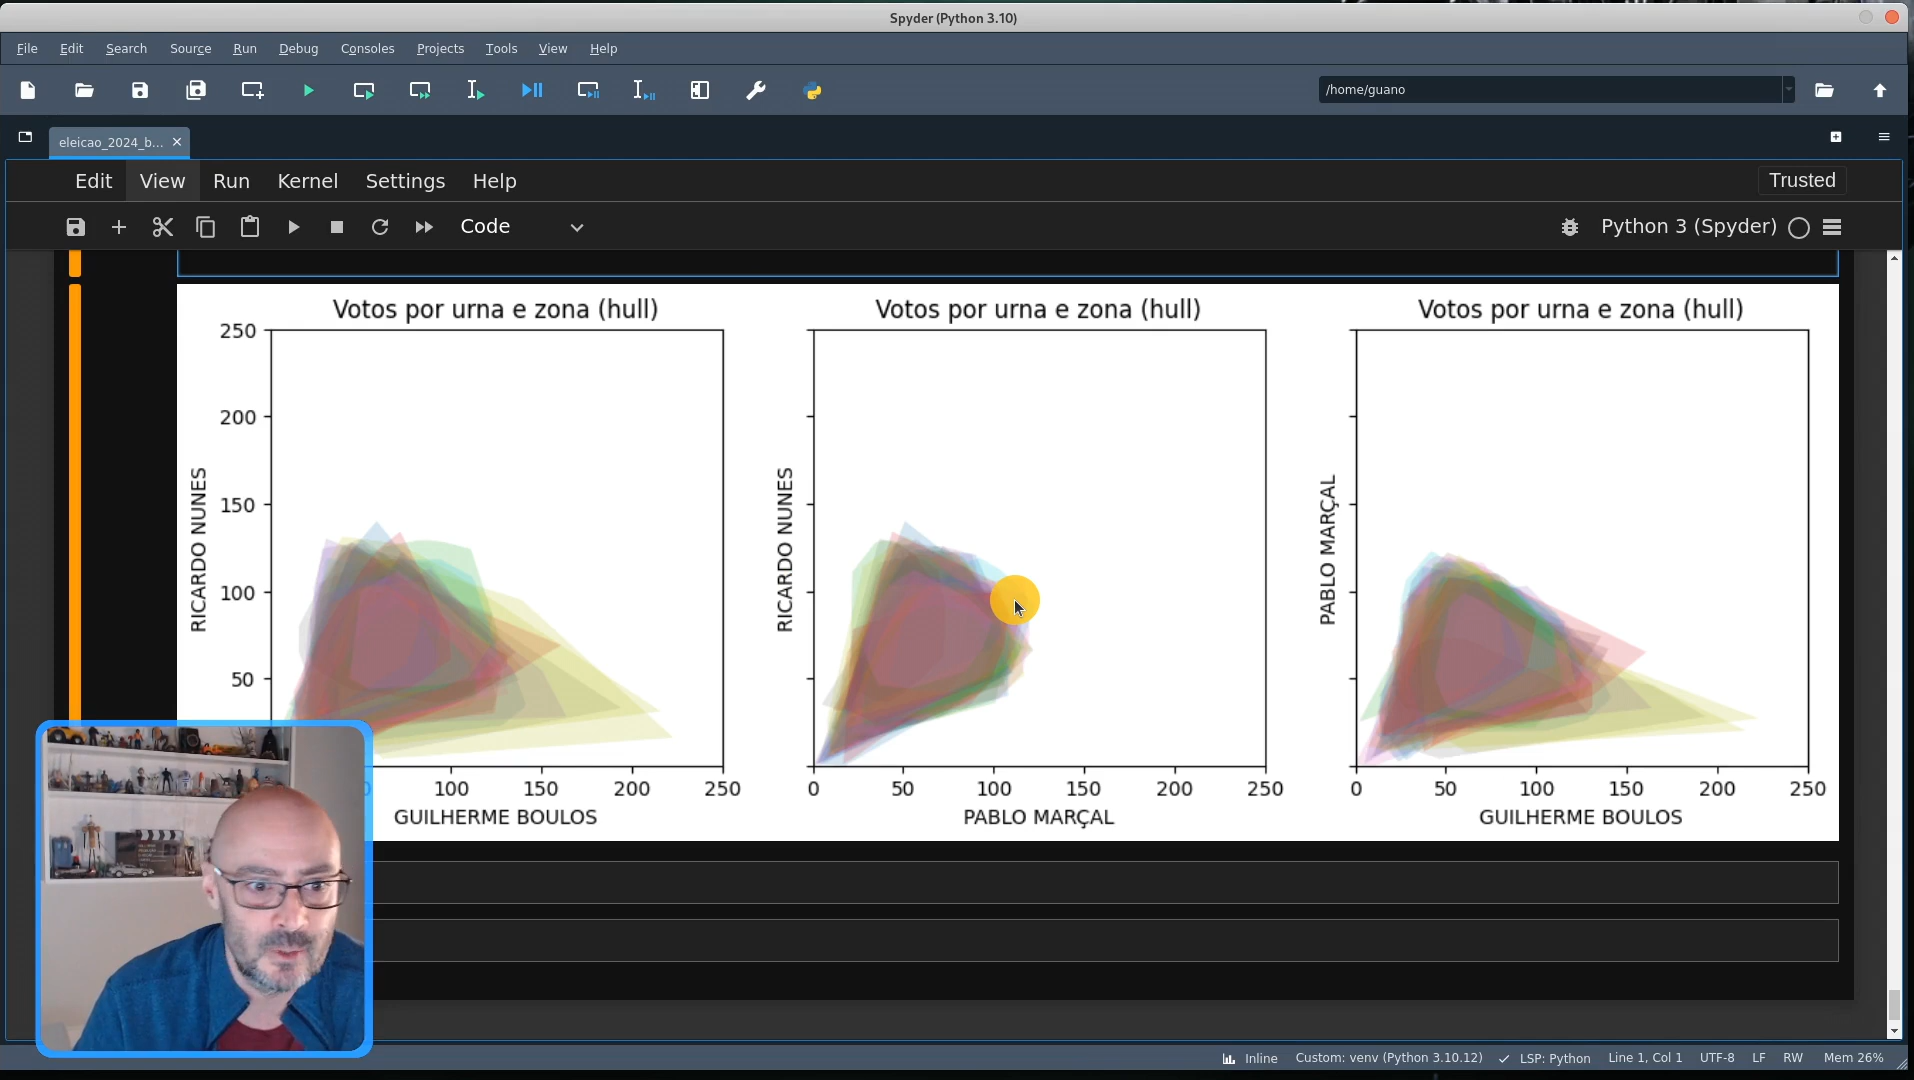 Spyder (Python 3.10)
File Edit Search Source Run Debug Consoles Projects Tools View Help
/home/guano
eleicao_2024_b...
Edit View Run Kernel Settings Help
Trusted
Code
Python 3 (Spyder)
Votos por urna e zona (hull)
250
200
150
100
50
RICARDO NUNES
0 100 150 200 250
GUILHERME BOULOS
Votos por urna e zona (hull)
RICARDO NUNES
0 50 100 150 200 250
PABLO MARÇAL
Votos por urna e zona (hull)
PABLO MARÇAL
0 50 100 150 200 250
GUILHERME BOULOS
Inline Custom: venv (Python 3.10.12) LSP: Python Line 1, Col 1 UTF-8 LF RW Mem 26%